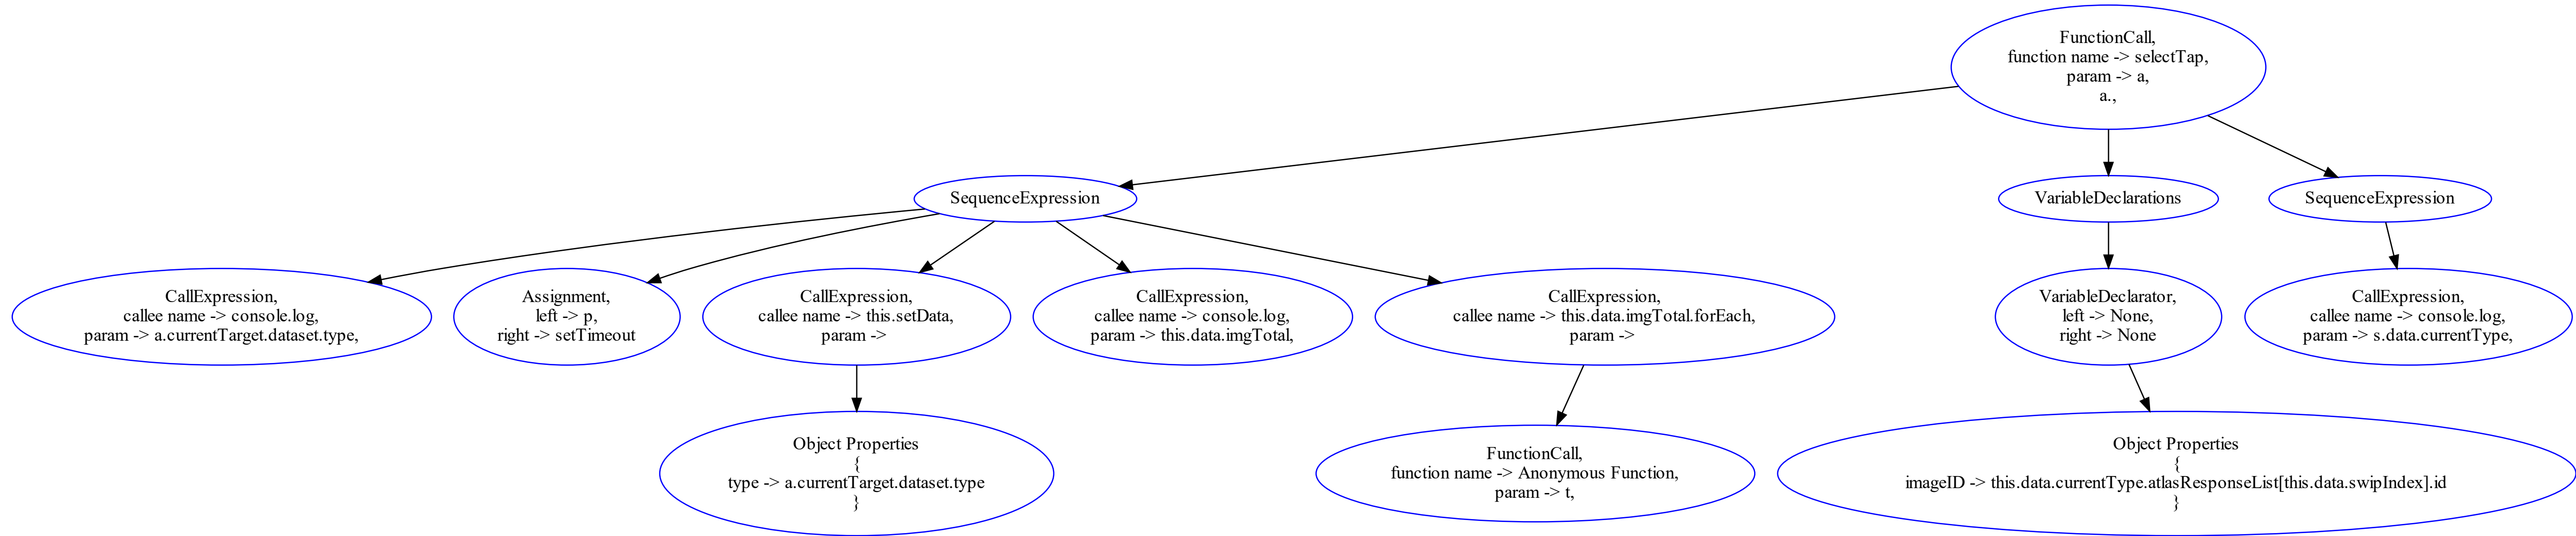 FunctionCall,
function name -> selectTap,
param -> a,
a.,
SequenceExpression
VariableDeclarations
SequenceExpression
CallExpression,
callee name -> console.log,
param -> a.currentTarget.dataset.type,
Assignment,
left -> p,
right -> setTimeout
CallExpression,
callee name -> this.setData,
param ->
CallExpression,
callee name -> console.log,
param -> this.data.imgTotal,
CallExpression,
callee name -> this.data.imgTotal.forEach,
param ->
VariableDeclarator,
left -> None,
right -> None
CallExpression,
callee name -> console.log,
param -> s.data.currentType,
Object Properties
{
type -> a.currentTarget.dataset.type
}
FunctionCall,
function name -> Anonymous Function,
param -> t,
Object Properties
{
imageID -> this.data.currentType.atlasResponseList[this.data.swipIndex].id
}